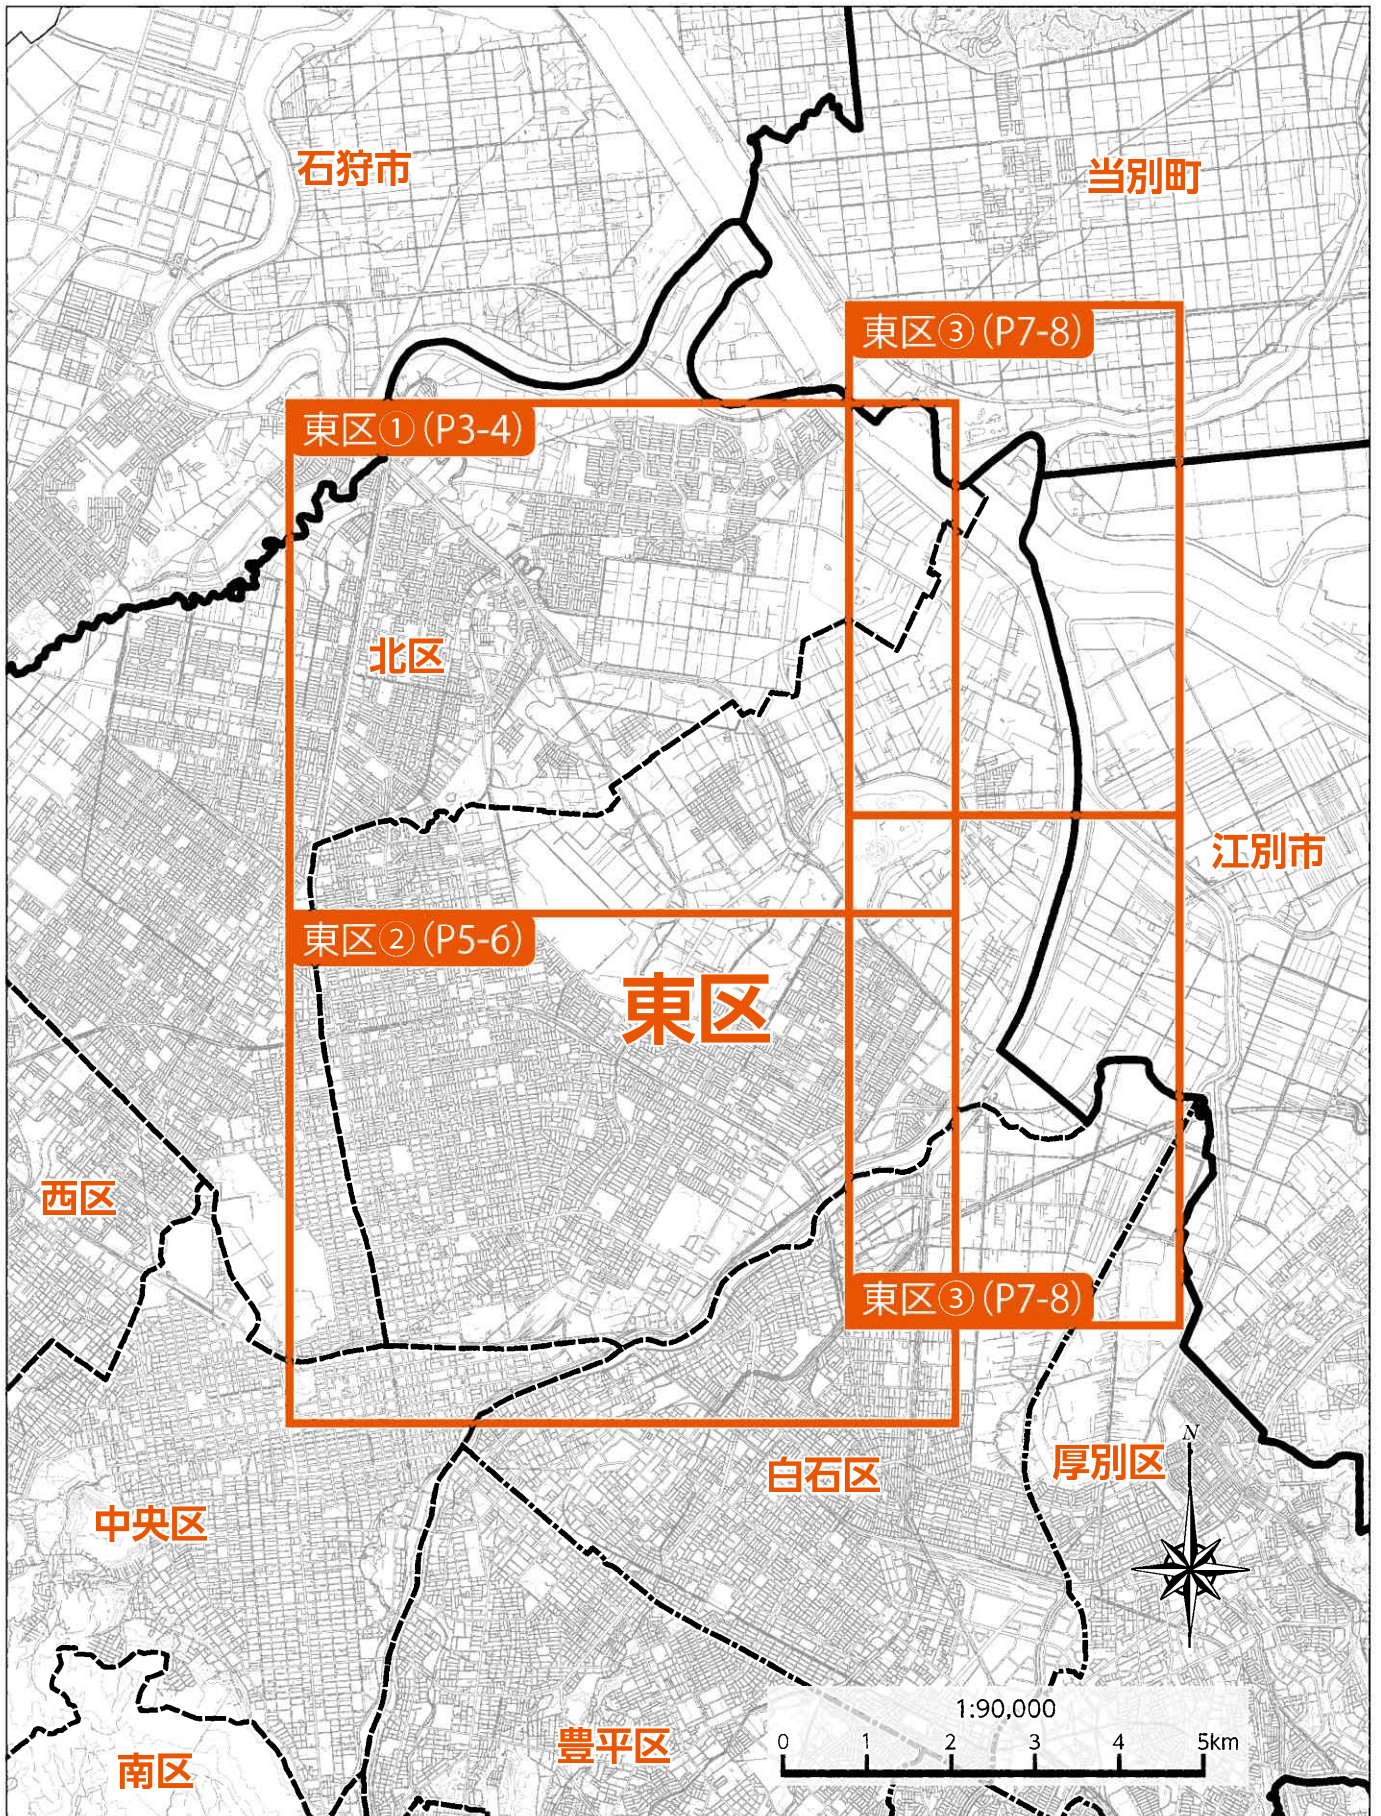 石狩市
当別町
東区③(P7-8)
東区①(P3-4)
北区
江別市
東区②(P5-6)
東区
西区
東区③(P7-8)
白石区
厚別区
N
中央区
豊平区
南区
1:90,000
0 1 2 3 4 5km